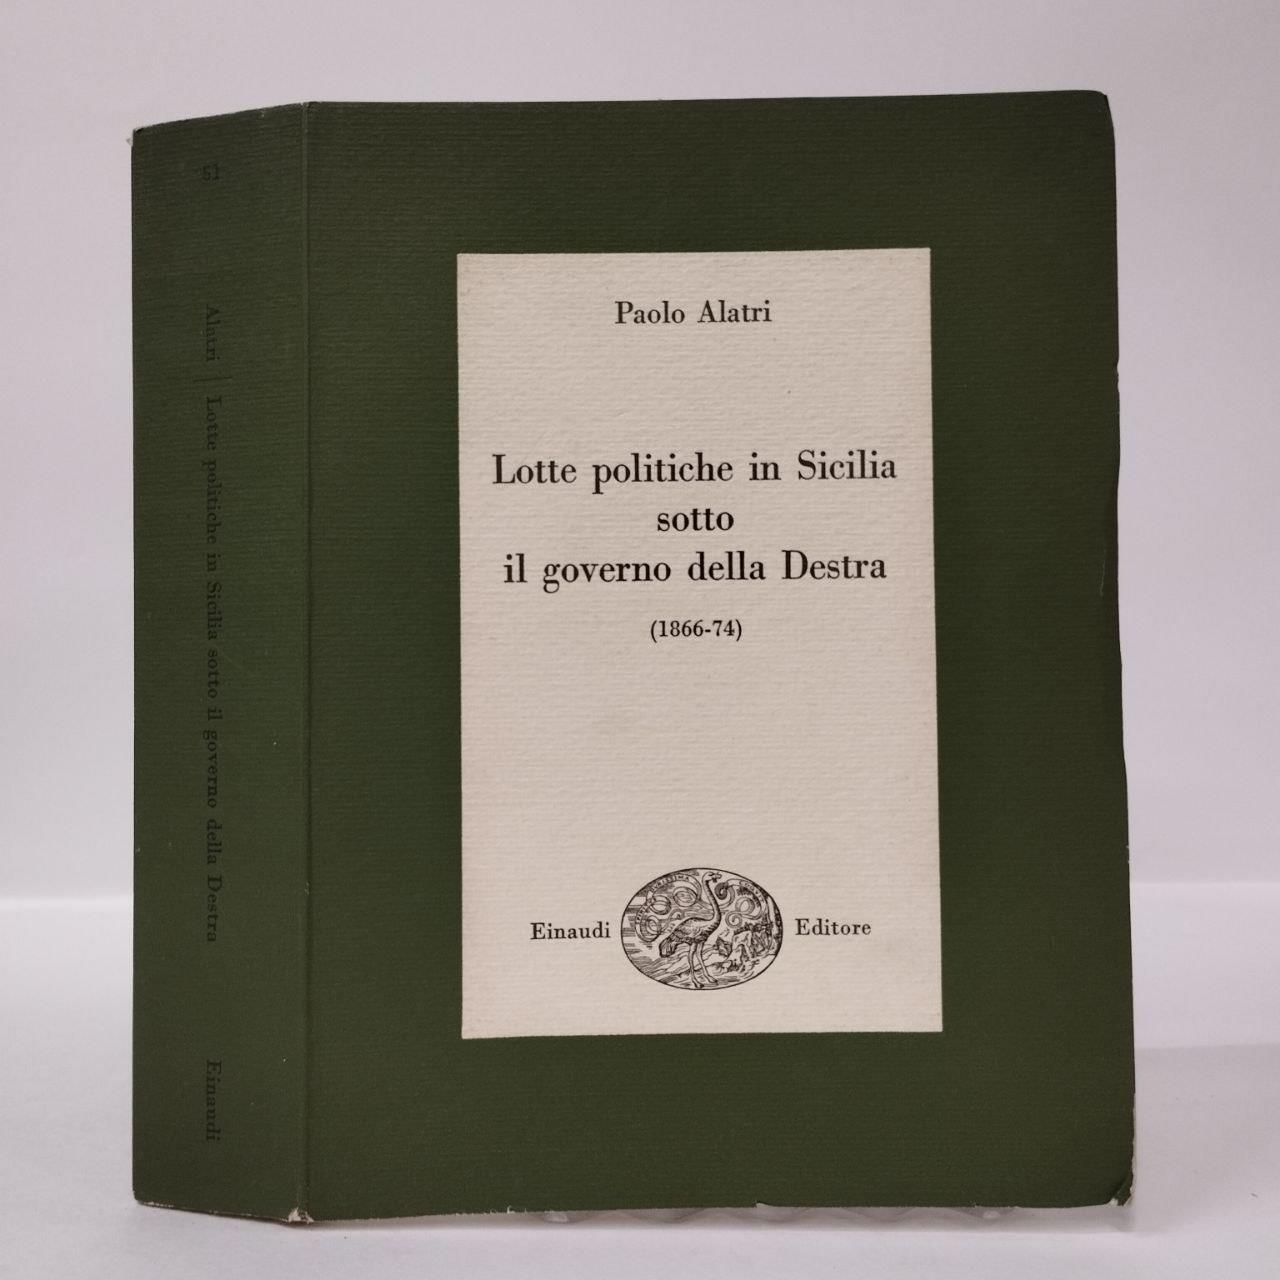 51
Alatri | Lotte politiche in Sicilia sotto il governo della Destra
Einaudi
Paolo Alatri
Lotte politiche in Sicilia
sotto
il governo della Destra
(1866-74)
Einaudi Editore